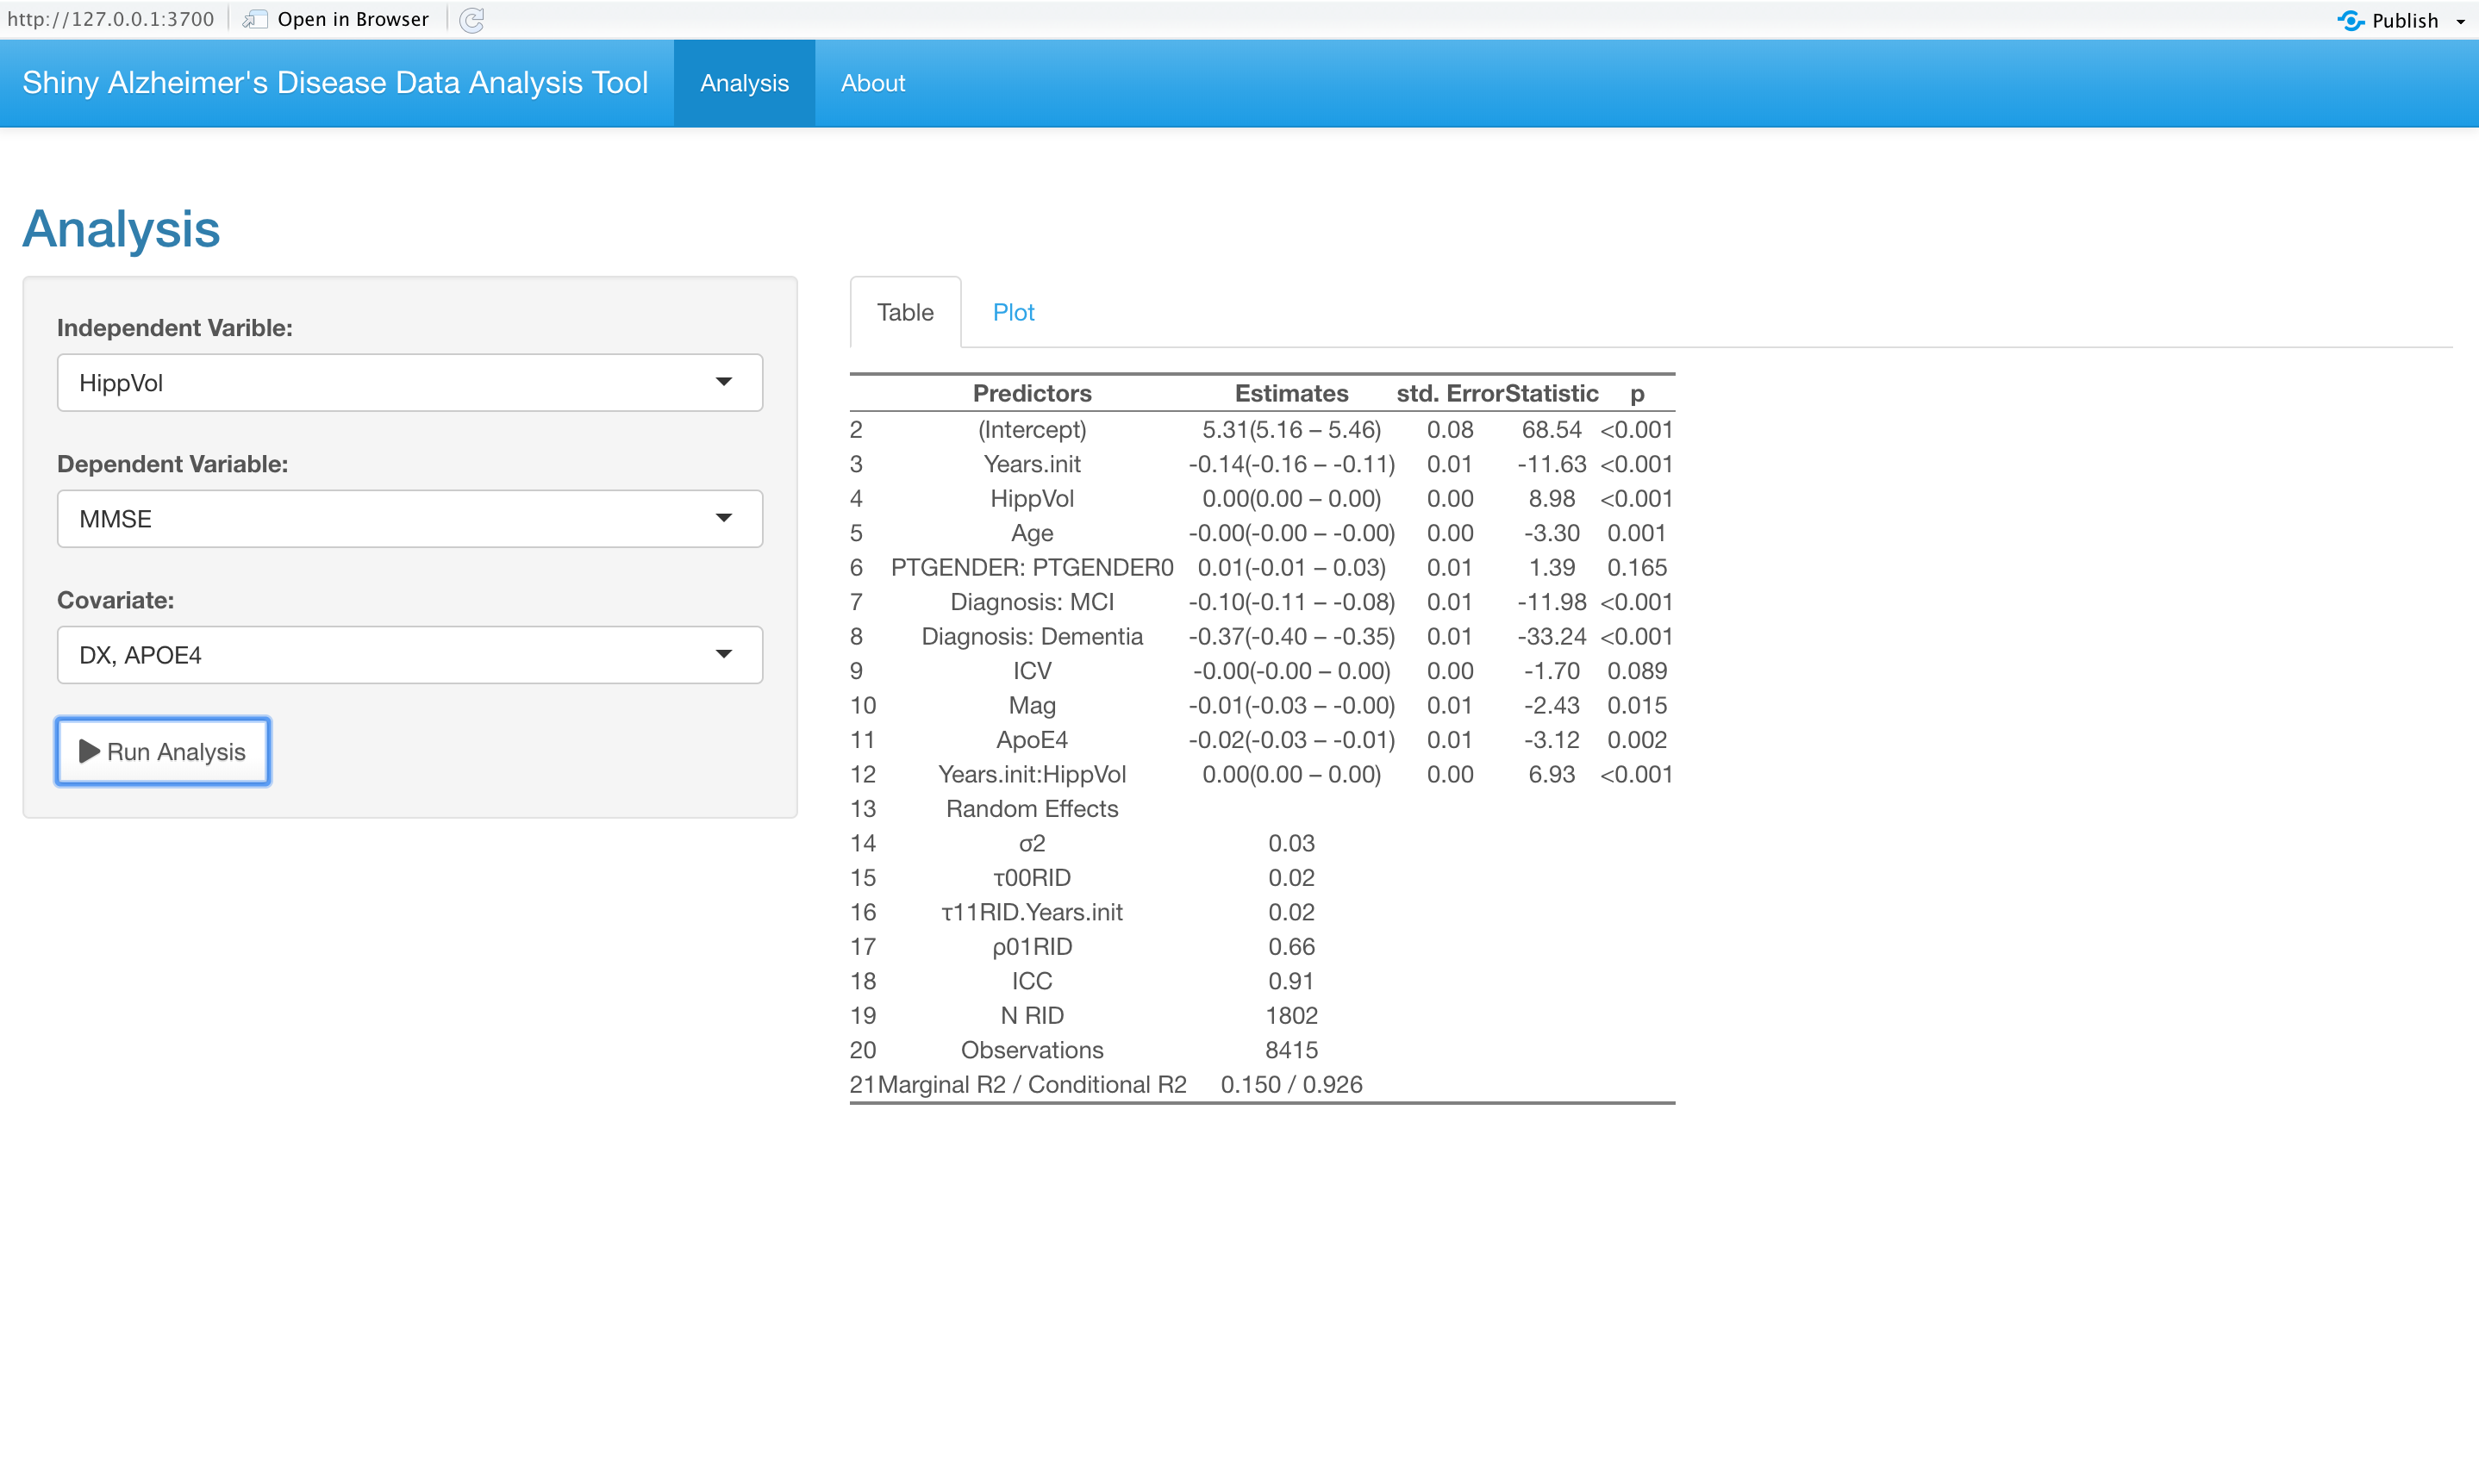 http://127.0.0.1:3700 Open in Browser Publish
Shiny Alzheimer's Disease Data Analysis Tool Analysis About
Analysis
Independent Varible:
HippVol
Dependent Variable:
MMSE
Covariate:
DX, APOE4
Run Analysis
Table Plot
Predictors Estimates std. Error Statistic p
2 (Intercept) 5.31(5.16 – 5.46) 0.08 68.54 <0.001
3 Years.init -0.14(-0.16 – -0.11) 0.01 -11.63 <0.001
4 HippVol 0.00(0.00 – 0.00) 0.00 8.98 <0.001
5 Age -0.00(-0.00 – -0.00) 0.00 -3.30 0.001
6 PTGENDER: PTGENDER0 0.01(-0.01 – 0.03) 0.01 1.39 0.165
7 Diagnosis: MCI -0.10(-0.11 – -0.08) 0.01 -11.98 <0.001
8 Diagnosis: Dementia -0.37(-0.40 – -0.35) 0.01 -33.24 <0.001
9 ICV -0.00(-0.00 – 0.00) 0.00 -1.70 0.089
10 Mag -0.01(-0.03 – -0.00) 0.01 -2.43 0.015
11 ApoE4 -0.02(-0.03 – -0.01) 0.01 -3.12 0.002
12 Years.init:HippVol 0.00(0.00 – 0.00) 0.00 6.93 <0.001
13 Random Effects
14 σ2 0.03
15 τ00RID 0.02
16 τ11RID.Years.init 0.02
17 ρ01RID 0.66
18 ICC 0.91
19 N RID 1802
20 Observations 8415
21 Marginal R2 / Conditional R2 0.150 / 0.926